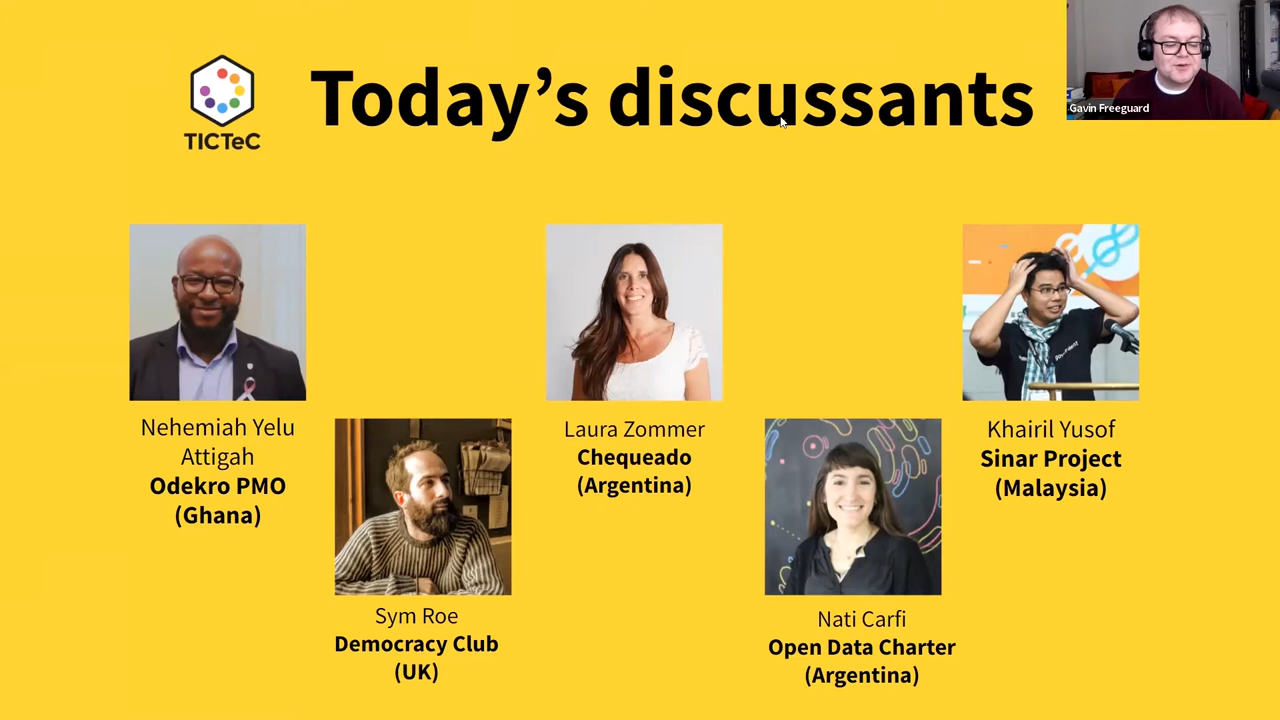 Today's discussants
TICTeC
Gavin Freeguard
Nehemiah Yelu
Attigah
Odekro PMO
(Ghana)
Sym Roe
Democracy Club
(UK)
Laura Zommer
Chequeado
(Argentina)
Nati Carfi
Open Data Charter
(Argentina)
Khairil Yusof
Sinar Project
(Malaysia)